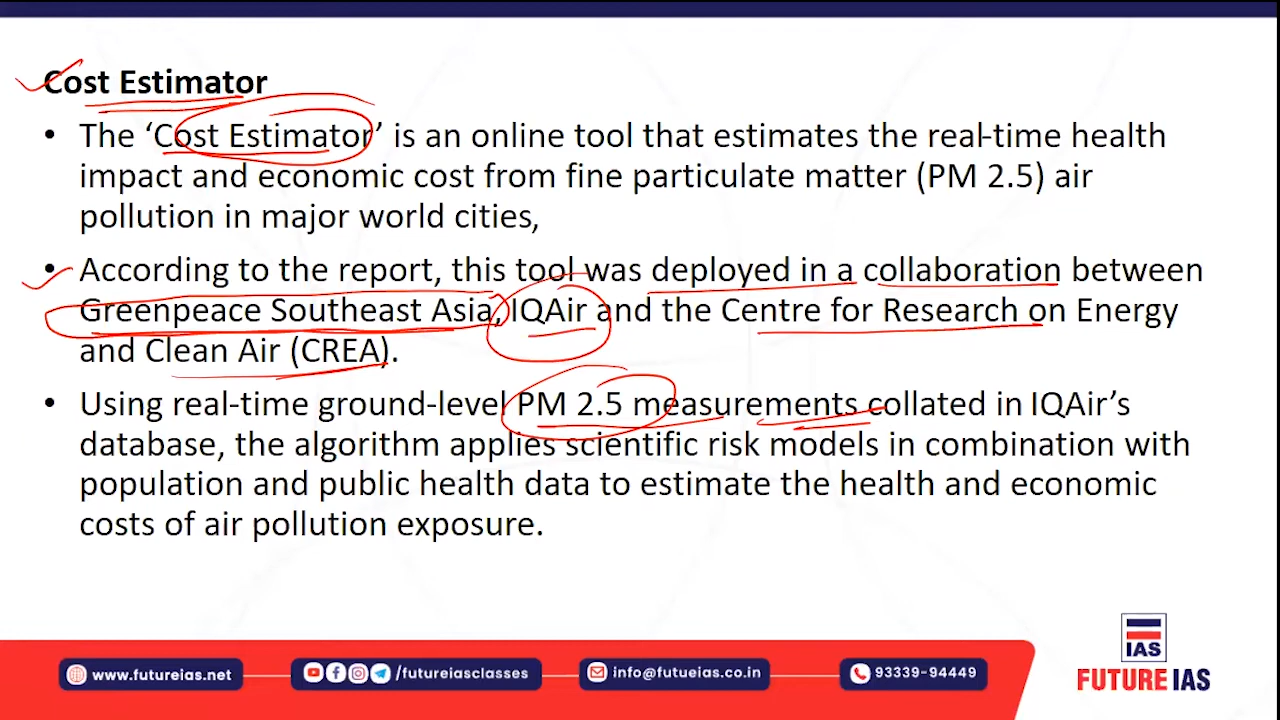 Cost Estimator
• The ‘Cost Estimator’ is an online tool that estimates the real-time health
impact and economic cost from fine particulate matter (PM 2.5) air
pollution in major world cities,
• According to the report, this tool was deployed in a collaboration between
Greenpeace Southeast Asia, IQAir and the Centre for Research on Energy
and Clean Air (CREA).
• Using real-time ground-level PM 2.5 measurements collated in IQAir’s
database, the algorithm applies scientific risk models in combination with
population and public health data to estimate the health and economic
costs of air pollution exposure.
IAS
FUTURE IAS
www.futureias.net
/futureiasclasses
info@futueias.co.in
93339-94449